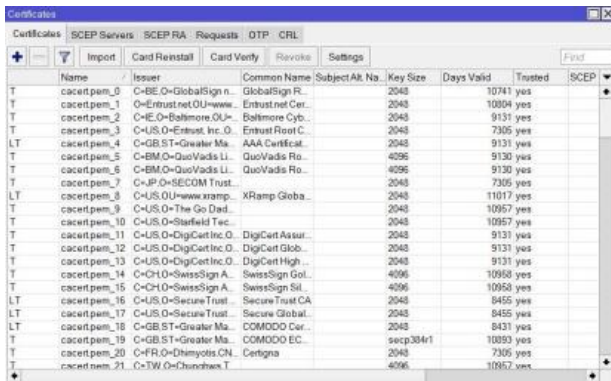 Certificates
Certificates SCEP Servers SCEP RA Requests OTP CRL
Import Card Reinstall Card Verify Revoke Settings Find
Name / Issuer Common Name Subject Alt. Na... Key Size Days Valid Trusted SCEP
T cacert.pem_0 C=BE,O=GlobalSign n... GlobalSign R... 2048 10741 yes
T cacert.pem_1 O=Entrust.net,OU=www... Entrust.net Cer... 2048 10804 yes
T cacert.pem_2 C=IE,O=Baltimore,OU=... Baltimore Cyb... 2048 9131 yes
T cacert.pem_3 C=US,O=Entrust, Inc.,O... Entrust Root C... 2048 7305 yes
LT cacert.pem_4 C=GB,ST=Greater Ma... AAA Certificat... 2048 9131 yes
T cacert.pem_5 C=BM,O=QuoVadis Li... QuoVadis Ro... 4096 9130 yes
T cacert.pem_6 C=BM,O=QuoVadis Li... QuoVadis Ro... 4096 9130 yes
T cacert.pem_7 C=JP,O=SECOM Trust... 2048 7305 yes
LT cacert.pem_8 C=US,OU=www.xramp... XRamp Globa... 2048 11017 yes
T cacert.pem_9 C=US,O=The Go Dad... 2048 10957 yes
T cacert.pem_10 C=US,O=Starfield Tec... 2048 10957 yes
T cacert.pem_11 C=US,O=DigiCert Inc,O... DigiCert Assur... 2048 9131 yes
T cacert.pem_12 C=US,O=DigiCert Inc,O... DigiCert Glob... 2048 9131 yes
T cacert.pem_13 C=US,O=DigiCert Inc,O... DigiCert High ... 2048 9131 yes
T cacert.pem_14 C=CH,O=SwissSign A... SwissSign Gol... 4096 10958 yes
T cacert.pem_15 C=CH,O=SwissSign A... SwissSign Sil... 4096 10958 yes
LT cacert.pem_16 C=US,O=SecureTrust... SecureTrust CA 2048 8455 yes
LT cacert.pem_17 C=US,O=SecureTrust... Secure Global... 2048 8455 yes
LT cacert.pem_18 C=GB,ST=Greater Ma... COMODO Cer... 2048 8431 yes
T cacert.pem_19 C=GB,ST=Greater Ma... COMODO EC... secp384r1 10893 yes
T cacert.pem_20 C=FR,O=Dhimyotis,CN... Certigna 2048 7305 yes
T cacert.pem_21 C=TW,O=Chunghwa T... 4096 10957 yes